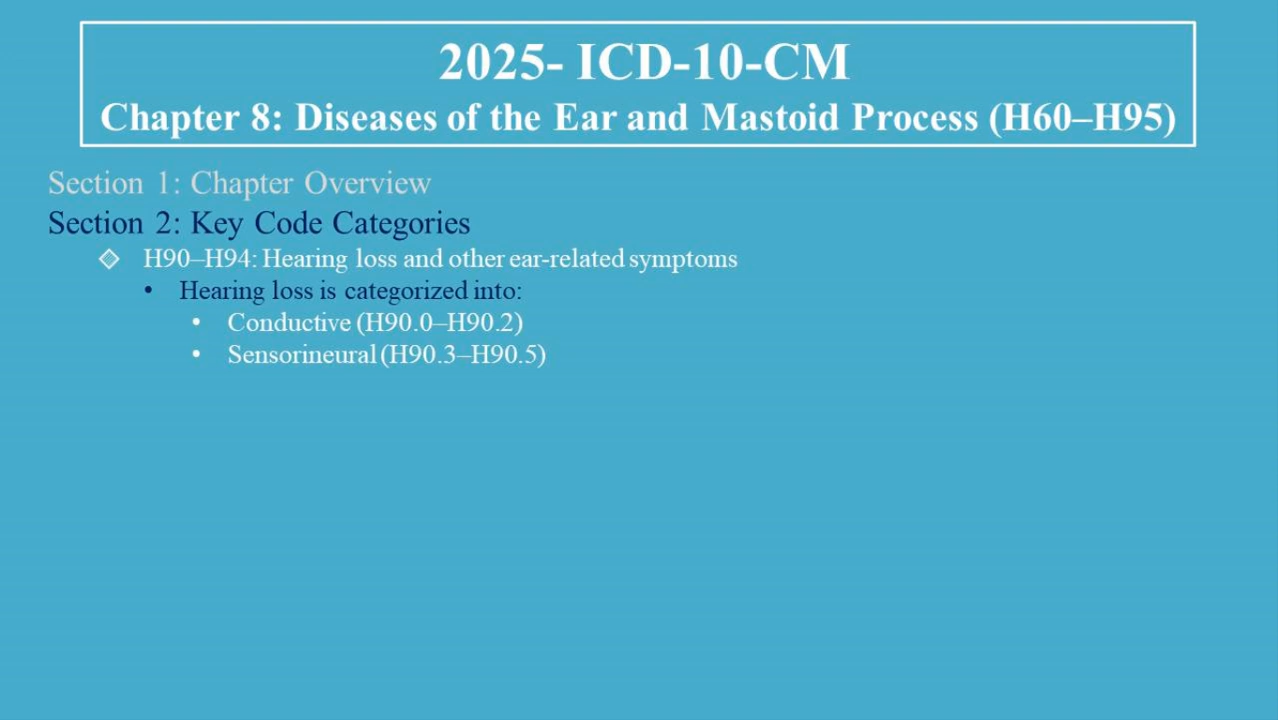 2025- ICD-10-CM
Chapter 8: Diseases of the Ear and Mastoid Process (H60–H95)
Section 1: Chapter Overview
Section 2: Key Code Categories
H90–H94: Hearing loss and other ear-related symptoms
• Hearing loss is categorized into:
• Conductive (H90.0–H90.2)
• Sensorineural (H90.3–H90.5)